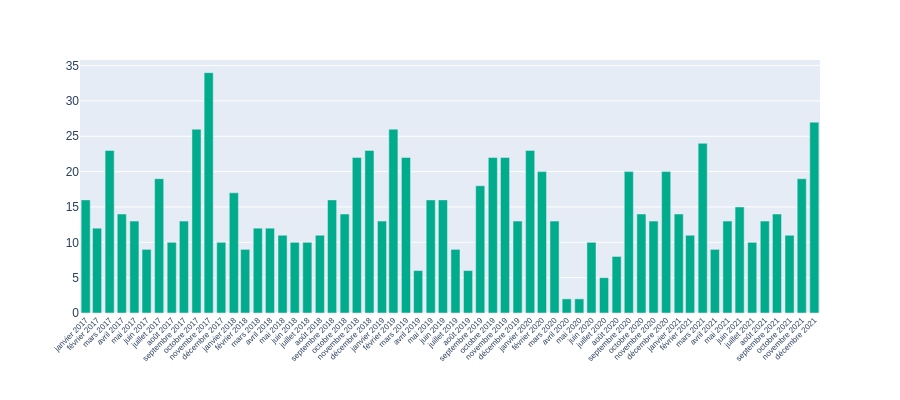 35
30
25
20
15
10
5
0
janvier 2017
février 2017
mars 2017
avril 2017
mai 2017
juin 2017
juillet 2017
août 2017
septembre 2017
octobre 2017
novembre 2017
décembre 2017
janvier 2018
février 2018
mars 2018
avril 2018
mai 2018
juin 2018
juillet 2018
août 2018
septembre 2018
octobre 2018
novembre 2018
décembre 2018
janvier 2019
février 2019
mars 2019
avril 2019
mai 2019
juin 2019
juillet 2019
août 2019
septembre 2019
octobre 2019
novembre 2019
décembre 2019
janvier 2020
février 2020
mars 2020
avril 2020
mai 2020
juin 2020
juillet 2020
août 2020
septembre 2020
octobre 2020
novembre 2020
décembre 2020
janvier 2021
février 2021
mars 2021
avril 2021
mai 2021
juin 2021
juillet 2021
août 2021
septembre 2021
octobre 2021
novembre 2021
décembre 2021